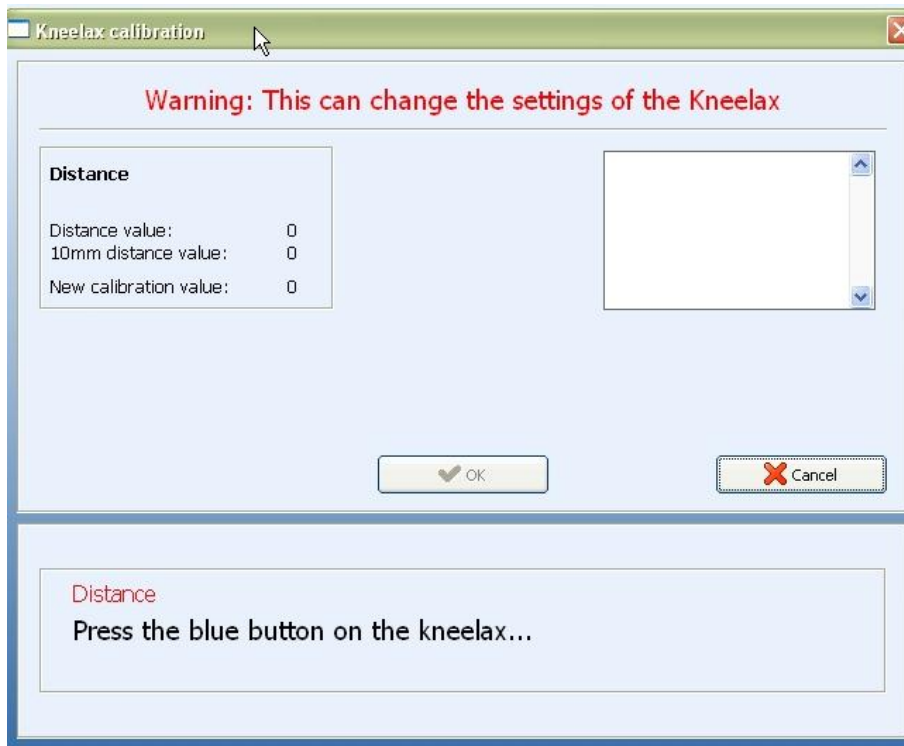 Kneelax calibration
Warning: This can change the settings of the Kneelax
Distance
Distance value: 0
10mm distance value: 0
New calibration value: 0
OK
Cancel
Distance
Press the blue button on the kneelax...